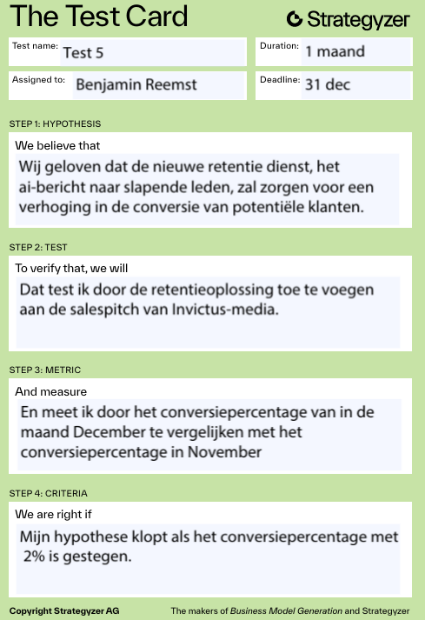 The Test Card
Strategyzer
Test name: Test 5
Duration: 1 maand
Assigned to: Benjamin Reemst
Deadline: 31 dec
STEP 1: HYPOTHESIS
We believe that
Wij geloven dat de nieuwe retentie dienst, het
ai-bericht naar slapende leden, zal zorgen voor een
verhoging in de conversie van potentiële klanten.
STEP 2: TEST
To verify that, we will
Dat test ik door de retentieoplossing toe te voegen
aan de salespitch van Invictus-media.
STEP 3: METRIC
And measure
En meet ik door het conversiepercentage van in de
maand December te vergelijken met het
conversiepercentage in November
STEP 4: CRITERIA
We are right if
Mijn hypothese klopt als het conversiepercentage met
2% is gestegen.
Copyright Strategyzer AG
The makers of Business Model Generation and Strategyzer